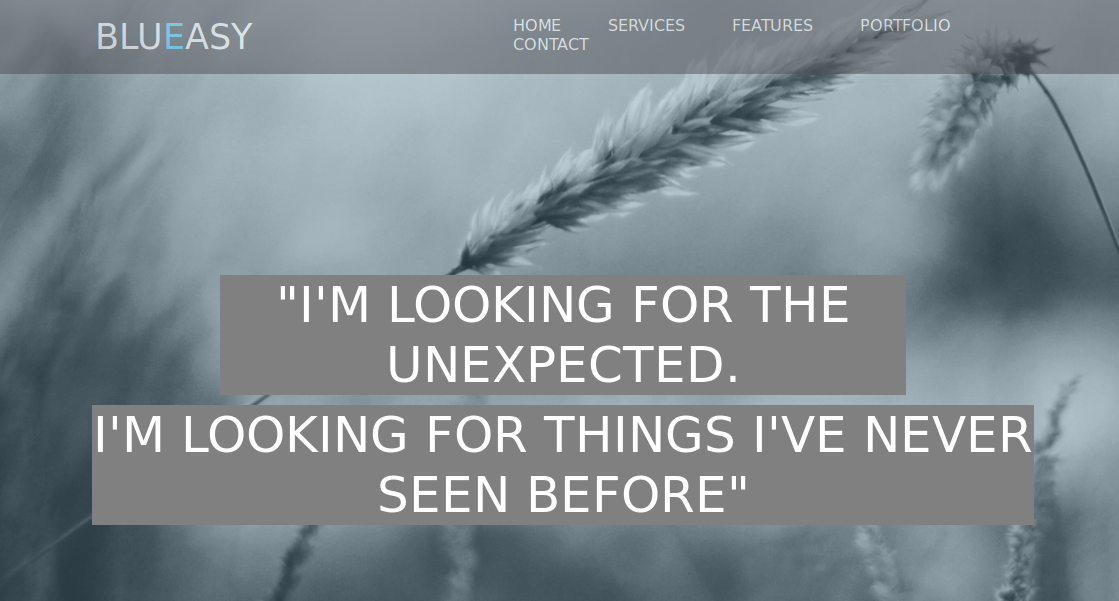 BLUEASY
HOME SERVICES FEATURES PORTFOLIO
CONTACT
"I'M LOOKING FOR THE
UNEXPECTED.
I'M LOOKING FOR THINGS I'VE NEVER
SEEN BEFORE"